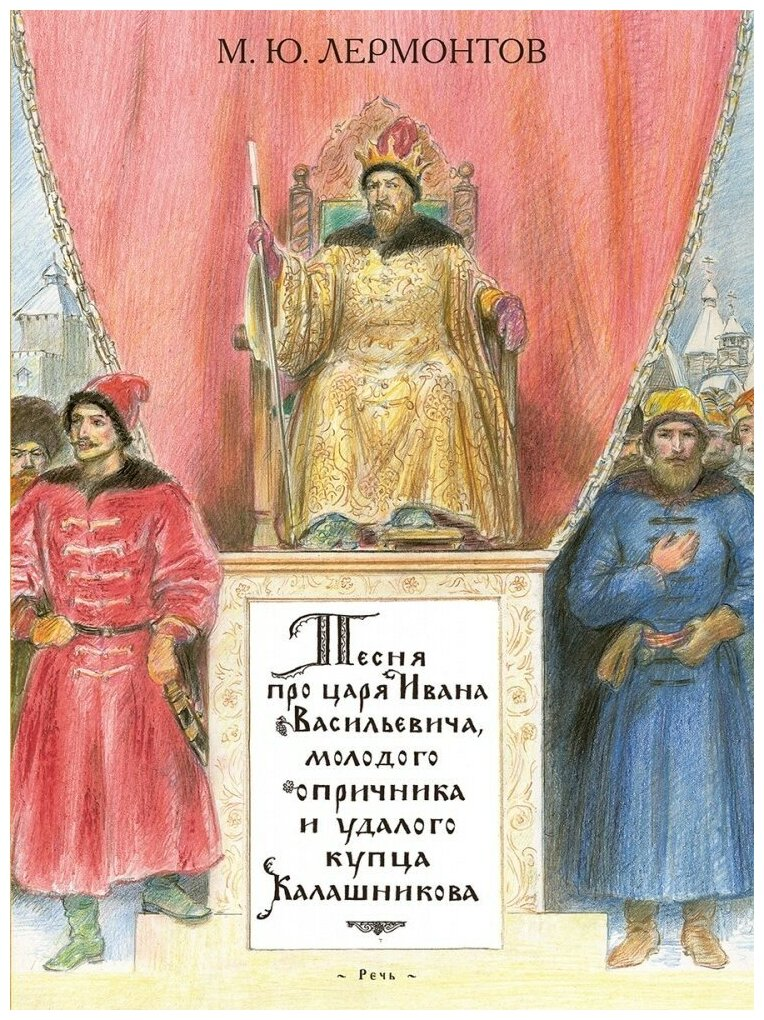 М. Ю. ЛЕРМОНТОВ
Песня
про царя Ивана
Васильевича,
молодого
опричника
и удалого
купца
Калашникова
~ Речь ~